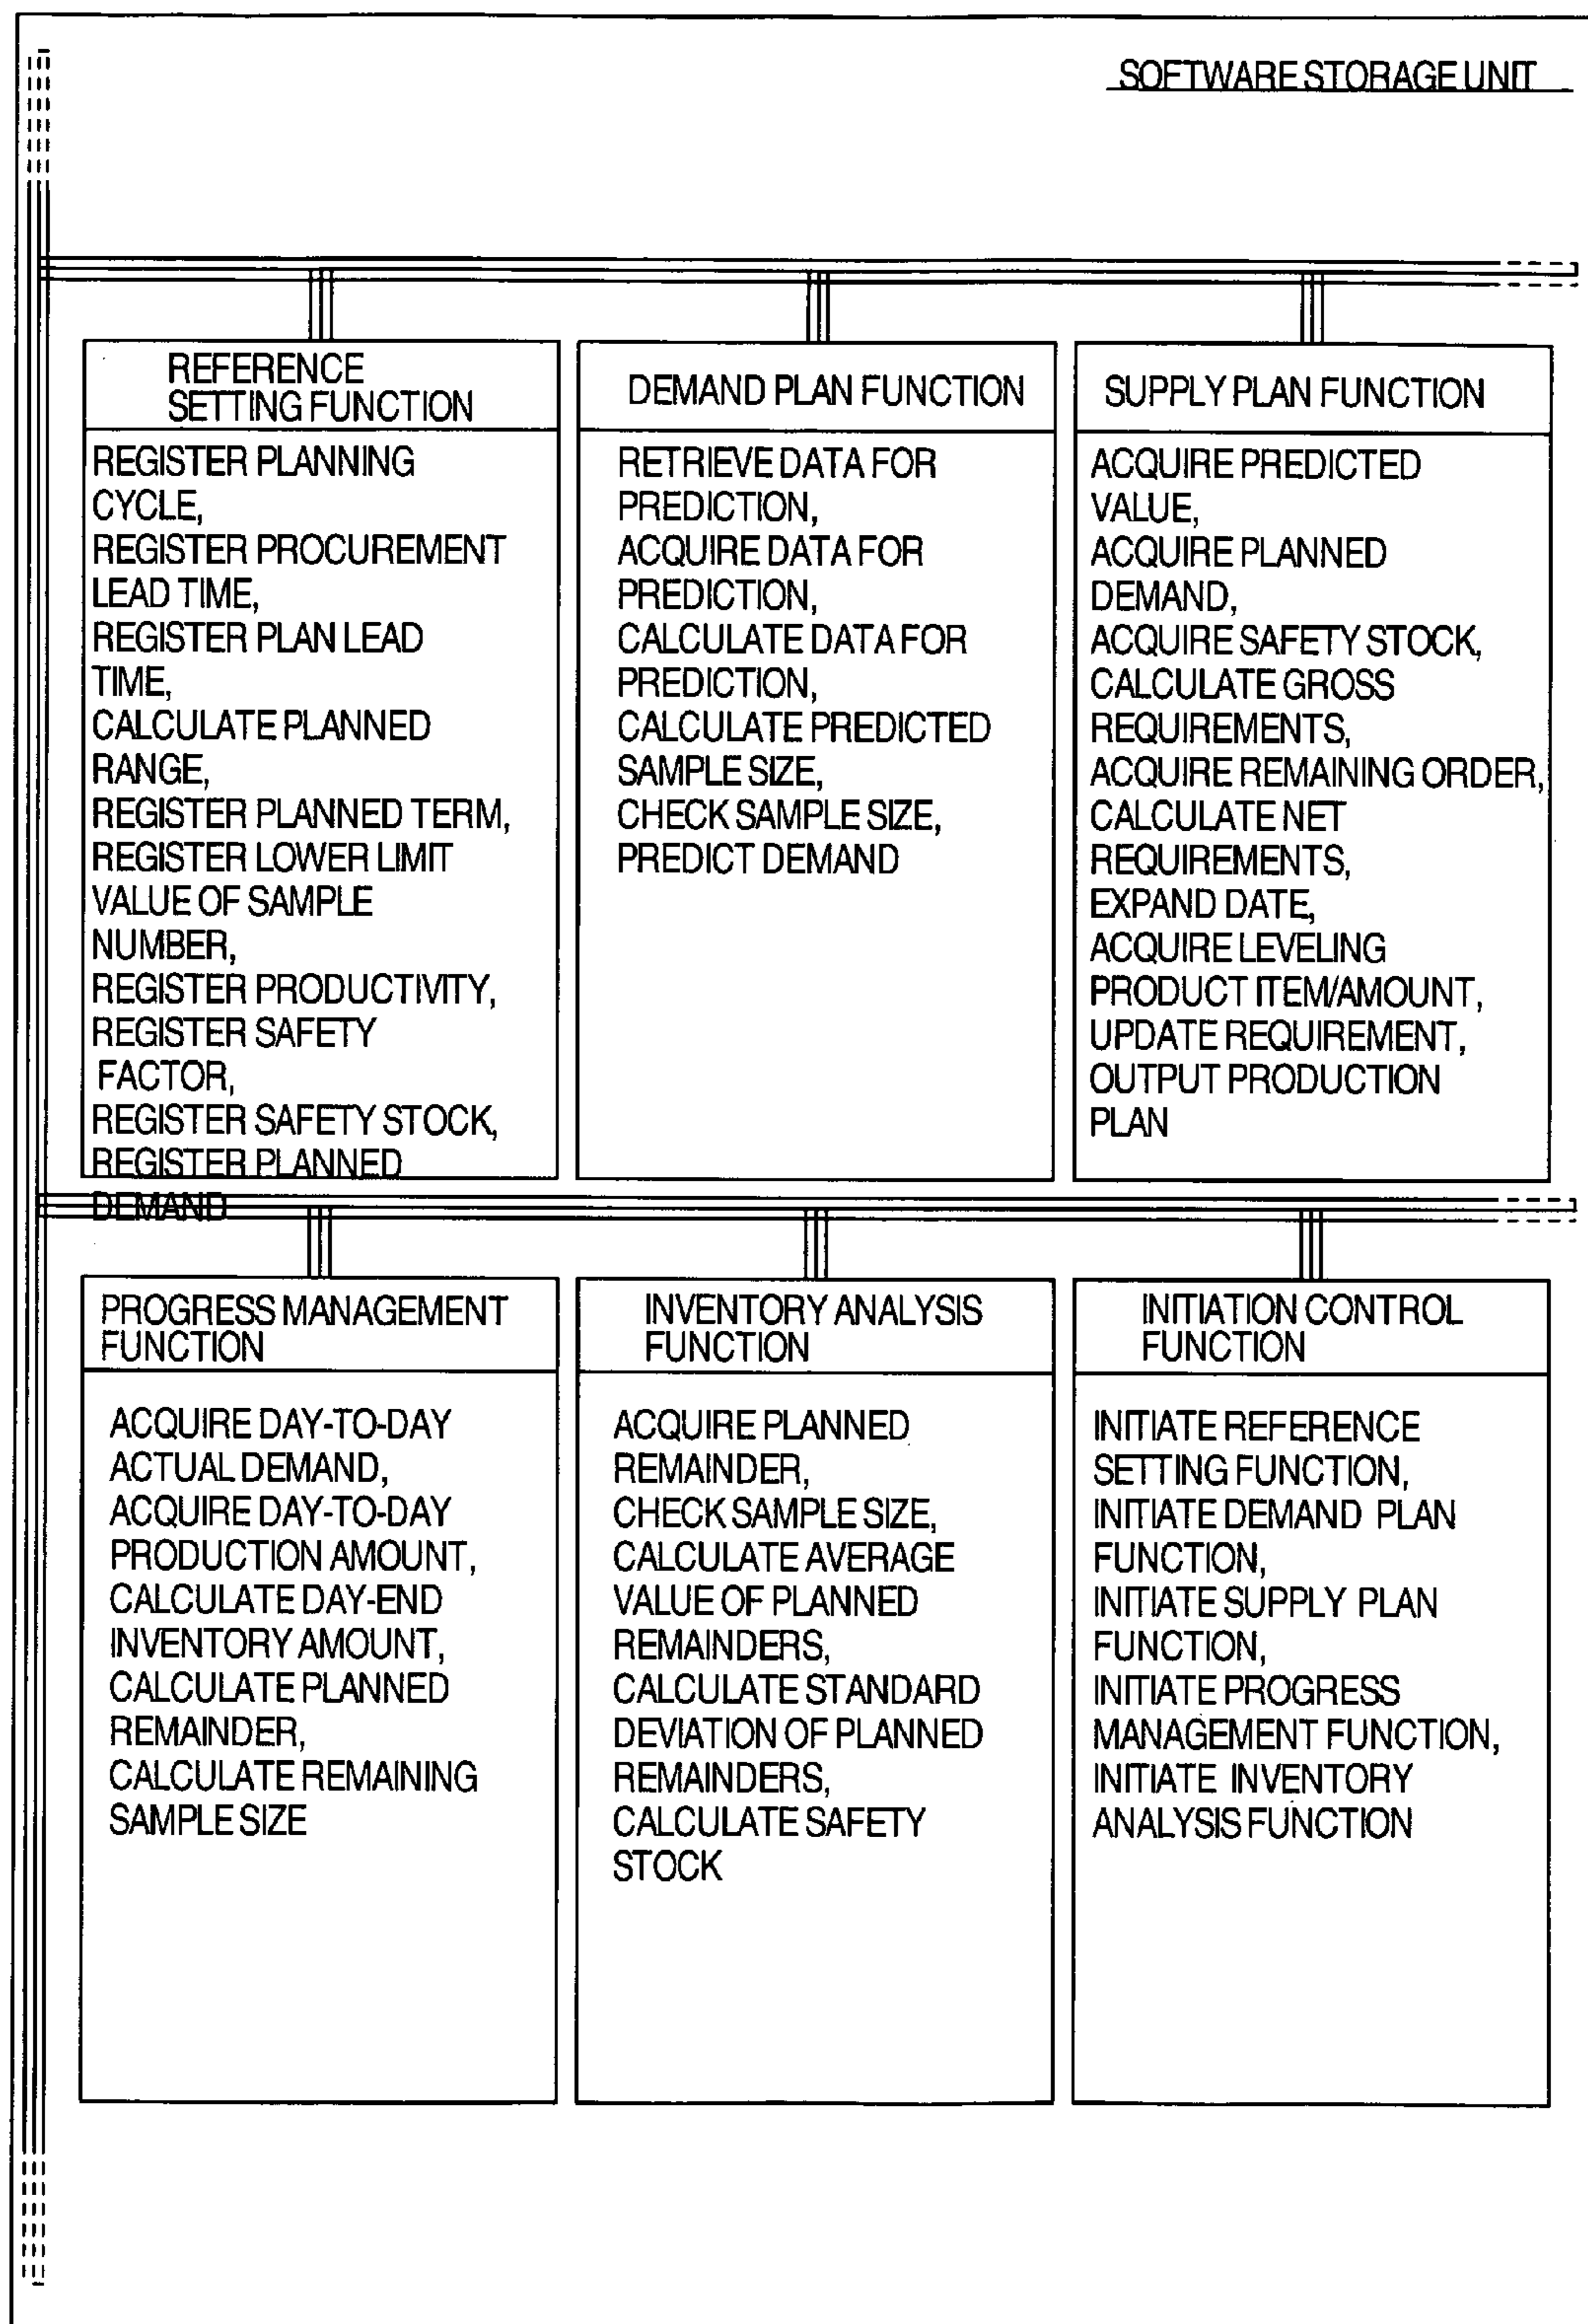 SOFTWARE STORAGE UNIT
REFERENCE
SETTING FUNCTION
REGISTER PLANNING
CYCLE,
REGISTER PROCUREMENT
LEAD TIME,
REGISTER PLAN LEAD
TIME,
CALCULATE PLANNED
RANGE,
REGISTER PLANNED TERM,
REGISTER LOWER LIMIT
VALUE OF SAMPLE
NUMBER,
REGISTER PRODUCTIVITY,
REGISTER SAFETY
FACTOR,
REGISTER SAFETY STOCK,
REGISTER PLANNED
DEMAND
DEMAND PLAN FUNCTION
RETRIEVE DATA FOR
PREDICTION,
ACQUIRE DATA FOR
PREDICTION,
CALCULATE DATA FOR
PREDICTION,
CALCULATE PREDICTED
SAMPLE SIZE,
CHECK SAMPLE SIZE,
PREDICT DEMAND
SUPPLY PLAN FUNCTION
ACQUIRE PREDICTED
VALUE,
ACQUIRE PLANNED
DEMAND,
ACQUIRE SAFETY STOCK,
CALCULATE GROSS
REQUIREMENTS,
ACQUIRE REMAINING ORDER,
CALCULATE NET
REQUIREMENTS,
EXPAND DATE,
ACQUIRE LEVELING
PRODUCT ITEM/AMOUNT,
UPDATE REQUIREMENT,
OUTPUT PRODUCTION
PLAN
PROGRESS MANAGEMENT
FUNCTION
ACQUIRE DAY-TO-DAY
ACTUAL DEMAND,
ACQUIRE DAY-TO-DAY
PRODUCTION AMOUNT,
CALCULATE DAY-END
INVENTORY AMOUNT,
CALCULATE PLANNED
REMAINDER,
CALCULATE REMAINING
SAMPLE SIZE
INVENTORY ANALYSIS
FUNCTION
ACQUIRE PLANNED
REMAINDER,
CHECK SAMPLE SIZE,
CALCULATE AVERAGE
VALUE OF PLANNED
REMAINDERS,
CALCULATE STANDARD
DEVIATION OF PLANNED
REMAINDERS,
CALCULATE SAFETY
STOCK
INITIATION CONTROL
FUNCTION
INITIATE REFERENCE
SETTING FUNCTION,
INITIATE DEMAND PLAN
FUNCTION,
INITIATE SUPPLY PLAN
FUNCTION,
INITIATE PROGRESS
MANAGEMENT FUNCTION,
INITIATE INVENTORY
ANALYSIS FUNCTION